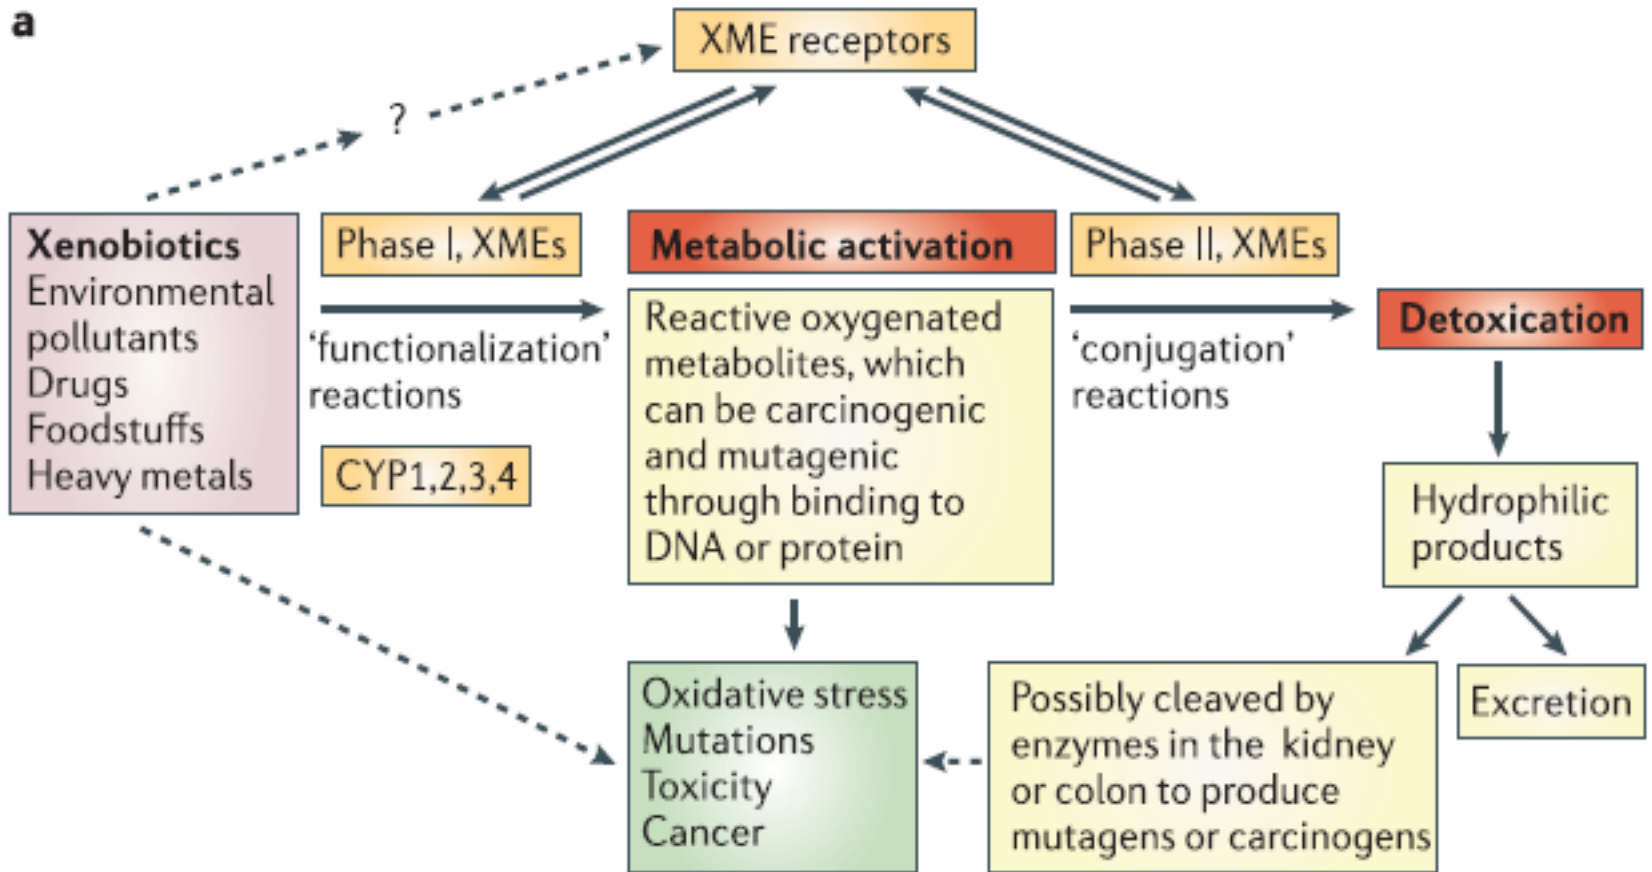 a
XME receptors
?
Xenobiotics
Environmental
pollutants
Drugs
Foodstuffs
Heavy metals
Phase I, XMEs
‘functionalization’
reactions
CYP1,2,3,4
Metabolic activation
Reactive oxygenated
metabolites, which
can be carcinogenic
and mutagenic
through binding to
DNA or protein
Phase II, XMEs
‘conjugation’
reactions
Detoxication
Hydrophilic
products
Oxidative stress
Mutations
Toxicity
Cancer
Possibly cleaved by
enzymes in the kidney
or colon to produce
mutagens or carcinogens
Excretion